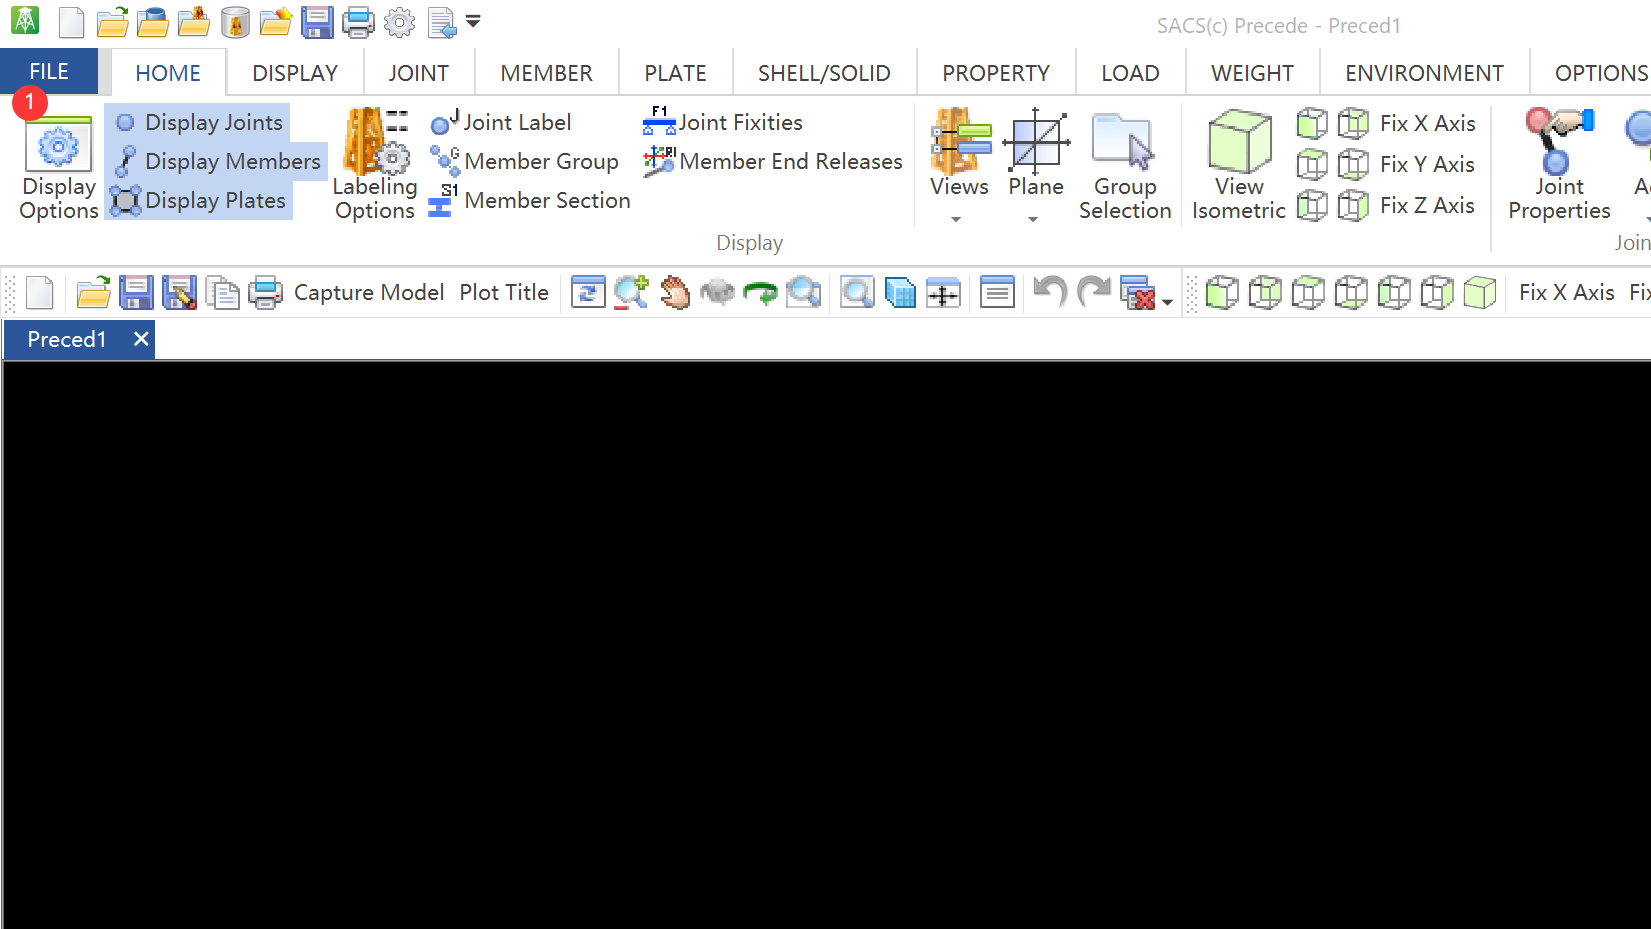 SACS(c) Precede - Preced1
FILE
HOME
DISPLAY
JOINT
MEMBER
PLATE
SHELL/SOLID
PROPERTY
LOAD
WEIGHT
ENVIRONMENT
OPTIONS
1
Display Options
Display Joints
Display Members
Display Plates
Labeling Options
J Joint Label
G Member Group
S1 Member Section
F1 Joint Fixities
RI Member End Releases
Views
Plane
Group Selection
View Isometric
Fix X Axis
Fix Y Axis
Fix Z Axis
Joint Properties
Display
Capture Model
Plot Title
Fix X Axis
Preced1